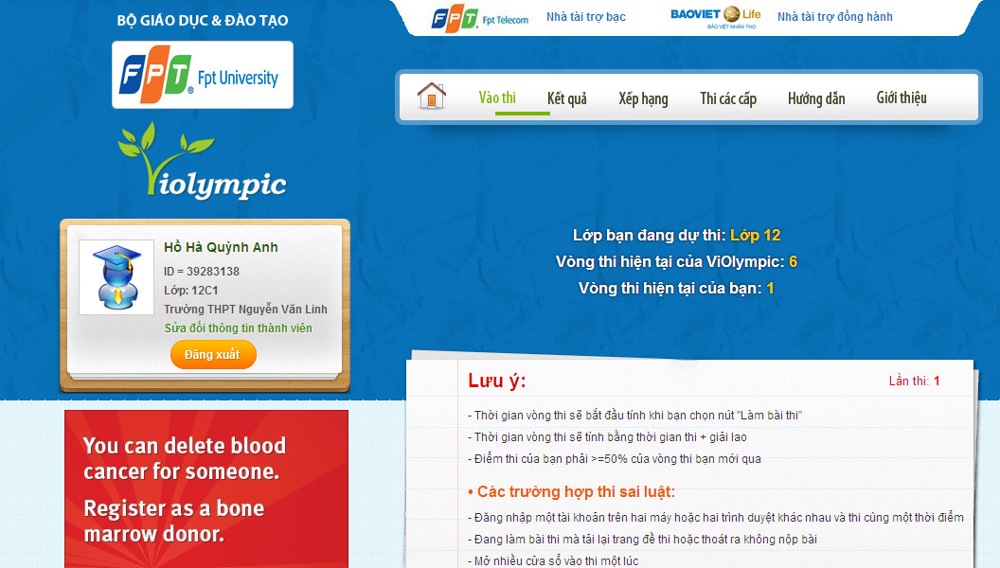 BỘ GIÁO DỤC & ĐÀO TẠO
FPT Fpt University
Violympic
FPT Fpt Telecom
Nhà tài trợ bạc
BAOVIET Life
BẢO VIỆT NHÂN THỌ
Nhà tài trợ đồng hành
Vào thi
Kết quả
Xếp hạng
Thi các cấp
Hướng dẫn
Giới thiệu
Hồ Hà Quỳnh Anh
ID = 39283138
Lớp: 12C1
Trường THPT Nguyễn Văn Linh
Sửa đổi thông tin thành viên
Đăng xuất
Lớp bạn đang dự thi: Lớp 12
Vòng thi hiện tại của ViOlympic: 6
Vòng thi hiện tại của bạn: 1
You can delete blood
cancer for someone.
Register as a bone
marrow donor.
Lưu ý:
Lần thi: 1
- Thời gian vòng thi sẽ bắt đầu tính khi bạn chọn nút "Làm bài thi"
- Thời gian vòng thi sẽ tính bằng thời gian thi + giải lao
- Điểm thi của bạn phải >=50% của vòng thi bạn mới qua
• Các trường hợp thi sai luật:
- Đăng nhập một tài khoản trên hai máy hoặc hai trình duyệt khác nhau và thi cùng một thời điểm
- Đang làm bài thi mà tải lại trang đề thi hoặc thoát ra không nộp bài
- Mở nhiều cửa sổ vào thi một lúc